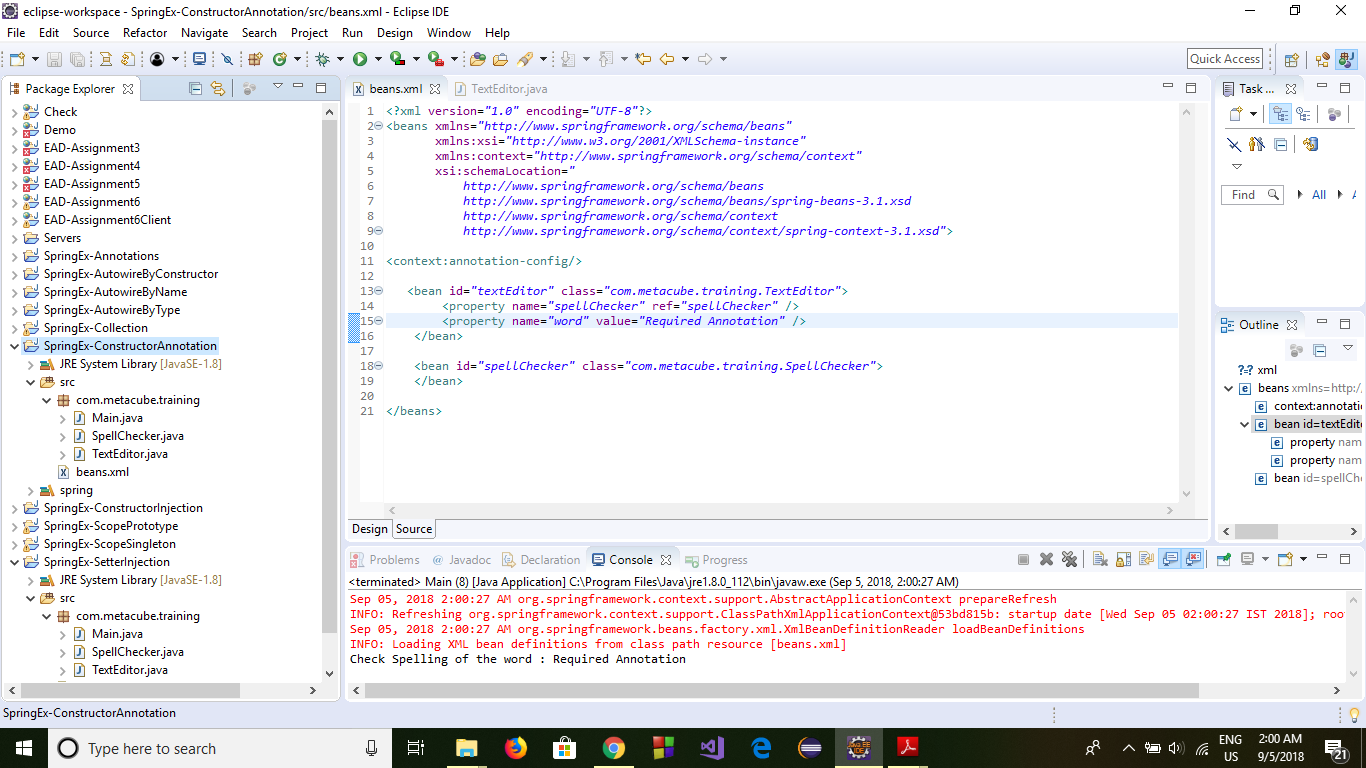 eclipse-workspace - SpringEx-ConstructorAnnotation/src/beans.xml - Eclipse IDE
File Edit Source Refactor Navigate Search Project Run Design Window Help
Quick Access
Package Explorer
Check
Demo
EAD-Assignment3
EAD-Assignment4
EAD-Assignment5
EAD-Assignment6
EAD-Assignment6Client
Servers
SpringEx-Annotations
SpringEx-AutowireByConstructor
SpringEx-AutowireByName
SpringEx-AutowireByType
SpringEx-Collection
SpringEx-ConstructorAnnotation
JRE System Library [JavaSE-1.8]
src
com.metacube.training
Main.java
SpellChecker.java
TextEditor.java
beans.xml
spring
SpringEx-ConstructorInjection
SpringEx-ScopePrototype
SpringEx-ScopeSingleton
SpringEx-SetterInjection
JRE System Library [JavaSE-1.8]
src
com.metacube.training
Main.java
SpellChecker.java
TextEditor.java
beans.xml TextEditor.java
1 <?xml version="1.0" encoding="UTF-8"?>
2 <beans xmlns="http://www.springframework.org/schema/beans"
3 xmlns:xsi="http://www.w3.org/2001/XMLSchema-instance"
4 xmlns:context="http://www.springframework.org/schema/context"
5 xsi:schemaLocation="
6 http://www.springframework.org/schema/beans
7 http://www.springframework.org/schema/beans/spring-beans-3.1.xsd
8 http://www.springframework.org/schema/context
9 http://www.springframework.org/schema/context/spring-context-3.1.xsd">
10
11 <context:annotation-config/>
12
13 <bean id="textEditor" class="com.metacube.training.TextEditor">
14 <property name="spellChecker" ref="spellChecker" />
15 <property name="word" value="Required Annotation" />
16 </bean>
17
18 <bean id="spellChecker" class="com.metacube.training.SpellChecker">
19 </bean>
20
21 </beans>
Design Source
Task ...
Find All
Outline
?-? xml
e beans xmlns=http:/
e context:annotatio
e bean id=textEdit
e property nam
e property nam
e bean id=spellCh
Problems @ Javadoc Declaration Console Progress
<terminated> Main (8) [Java Application] C:\Program Files\Java\jre1.8.0_112\bin\javaw.exe (Sep 5, 2018, 2:00:27 AM)
Sep 05, 2018 2:00:27 AM org.springframework.context.support.AbstractApplicationContext prepareRefresh
INFO: Refreshing org.springframework.context.support.ClassPathXmlApplicationContext@53bd815b: startup date [Wed Sep 05 02:00:27 IST 2018]; roo
Sep 05, 2018 2:00:27 AM org.springframework.beans.factory.xml.XmlBeanDefinitionReader loadBeanDefinitions
INFO: Loading XML bean definitions from class path resource [beans.xml]
Check Spelling of the word : Required Annotation
SpringEx-ConstructorAnnotation
Type here to search
ENG
US
2:00 AM
9/5/2018
21